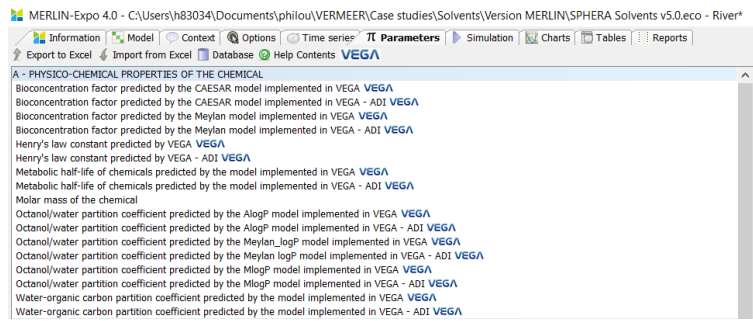 MERLIN-Expo 4.0 - C:\Users\h83034\Documents\philou\VERMEER\Case studies\Solvents\Version MERLIN\SPHERA Solvents v5.0.eco - River*
Information Model Context Options Time series π Parameters Simulation Charts Tables Reports
Export to Excel Import from Excel Database Help Contents VEGA
A - PHYSICO-CHEMICAL PROPERTIES OF THE CHEMICAL
Bioconcentration factor predicted by the CAESAR model implemented in VEGA VEGA
Bioconcentration factor predicted by the CAESAR model implemented in VEGA - ADI VEGA
Bioconcentration factor predicted by the Meylan model implemented in VEGA VEGA
Bioconcentration factor predicted by the Meylan model implemented in VEGA - ADI VEGA
Henry's law constant predicted by VEGA VEGA
Henry's law constant predicted by VEGA - ADI VEGA
Metabolic half-life of chemicals predicted by the model implemented in VEGA VEGA
Metabolic half-life of chemicals predicted by the model implemented in VEGA - ADI VEGA
Molar mass of the chemical
Octanol/water partition coefficient predicted by the AlogP model implemented in VEGA VEGA
Octanol/water partition coefficient predicted by the AlogP model implemented in VEGA - ADI VEGA
Octanol/water partition coefficient predicted by the Meylan_logP model implemented in VEGA VEGA
Octanol/water partition coefficient predicted by the Meylan logP model implemented in VEGA - ADI VEGA
Octanol/water partition coefficient predicted by the MlogP model implemented in VEGA VEGA
Octanol/water partition coefficient predicted by the MlogP model implemented in VEGA - ADI VEGA
Water-organic carbon partition coefficient predicted by the model implemented in VEGA VEGA
Water-organic carbon partition coefficient predicted by the model implemented in VEGA - ADI VEGA